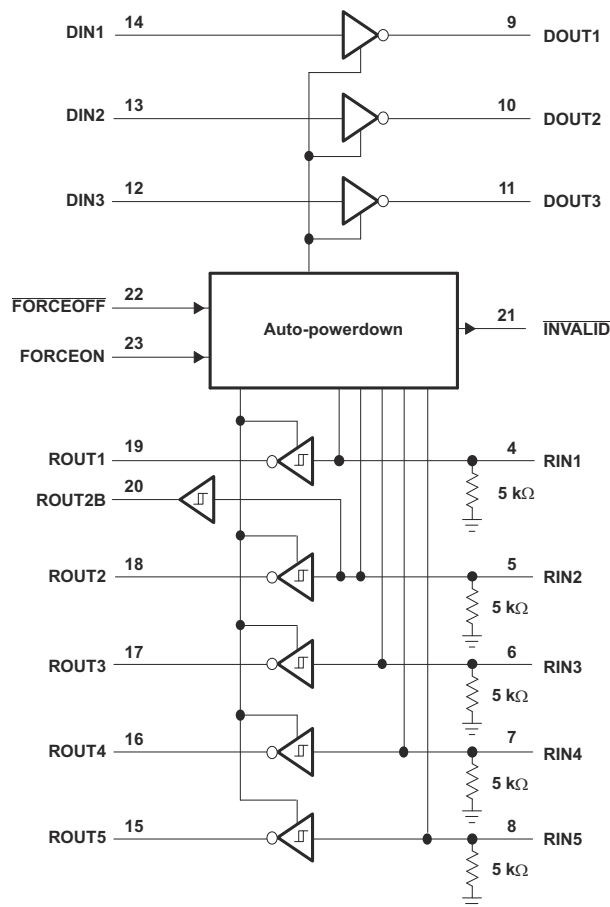 DIN1 14 9 DOUT1
DIN2 13 10 DOUT2
DIN3 12 11 DOUT3
FORCEOFF 22
Auto-powerdown
21 INVALID
FORCEON 23
ROUT1 19 4 RIN1
5 kΩ
ROUT2B 20
ROUT2 18 5 RIN2
5 kΩ
ROUT3 17 6 RIN3
5 kΩ
ROUT4 16 7 RIN4
5 kΩ
ROUT5 15 8 RIN5
5 kΩ